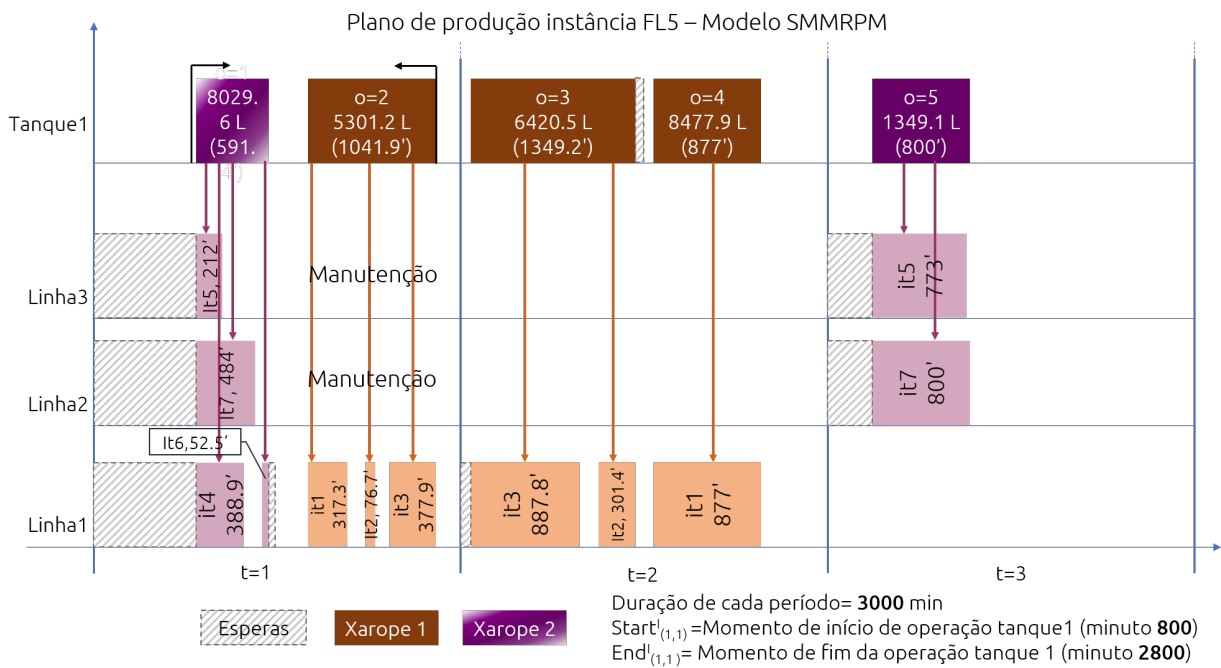 Plano de produção instância FL5 – Modelo SMMRPM
Tanque1
8029.
6 L
(591.
o=2
5301.2 L
(1041.9')
o=3
6420.5 L
(1349.2')
o=4
8477.9 L
(877')
o=5
1349.1 L
(800’)
Linha3
It5, 212’
Manutenção
it5
773’
Linha2
It7, 484’
Manutenção
it7
800'
It6,52.5’
Linha1
it4
388.9’
it1
317.3’
It2, 76.7’
it3
377.9’
it3
887.8’
It2, 301.4’
it1
877’
t=1
t=2
t=3
Esperas
Xarope 1
Xarope 2
Duração de cada período= 3000 min
StartI(1,1) =Momento de início de operação tanque1 (minuto 800)
EndI(1,1 )= Momento de fim da operação tanque 1 (minuto 2800)